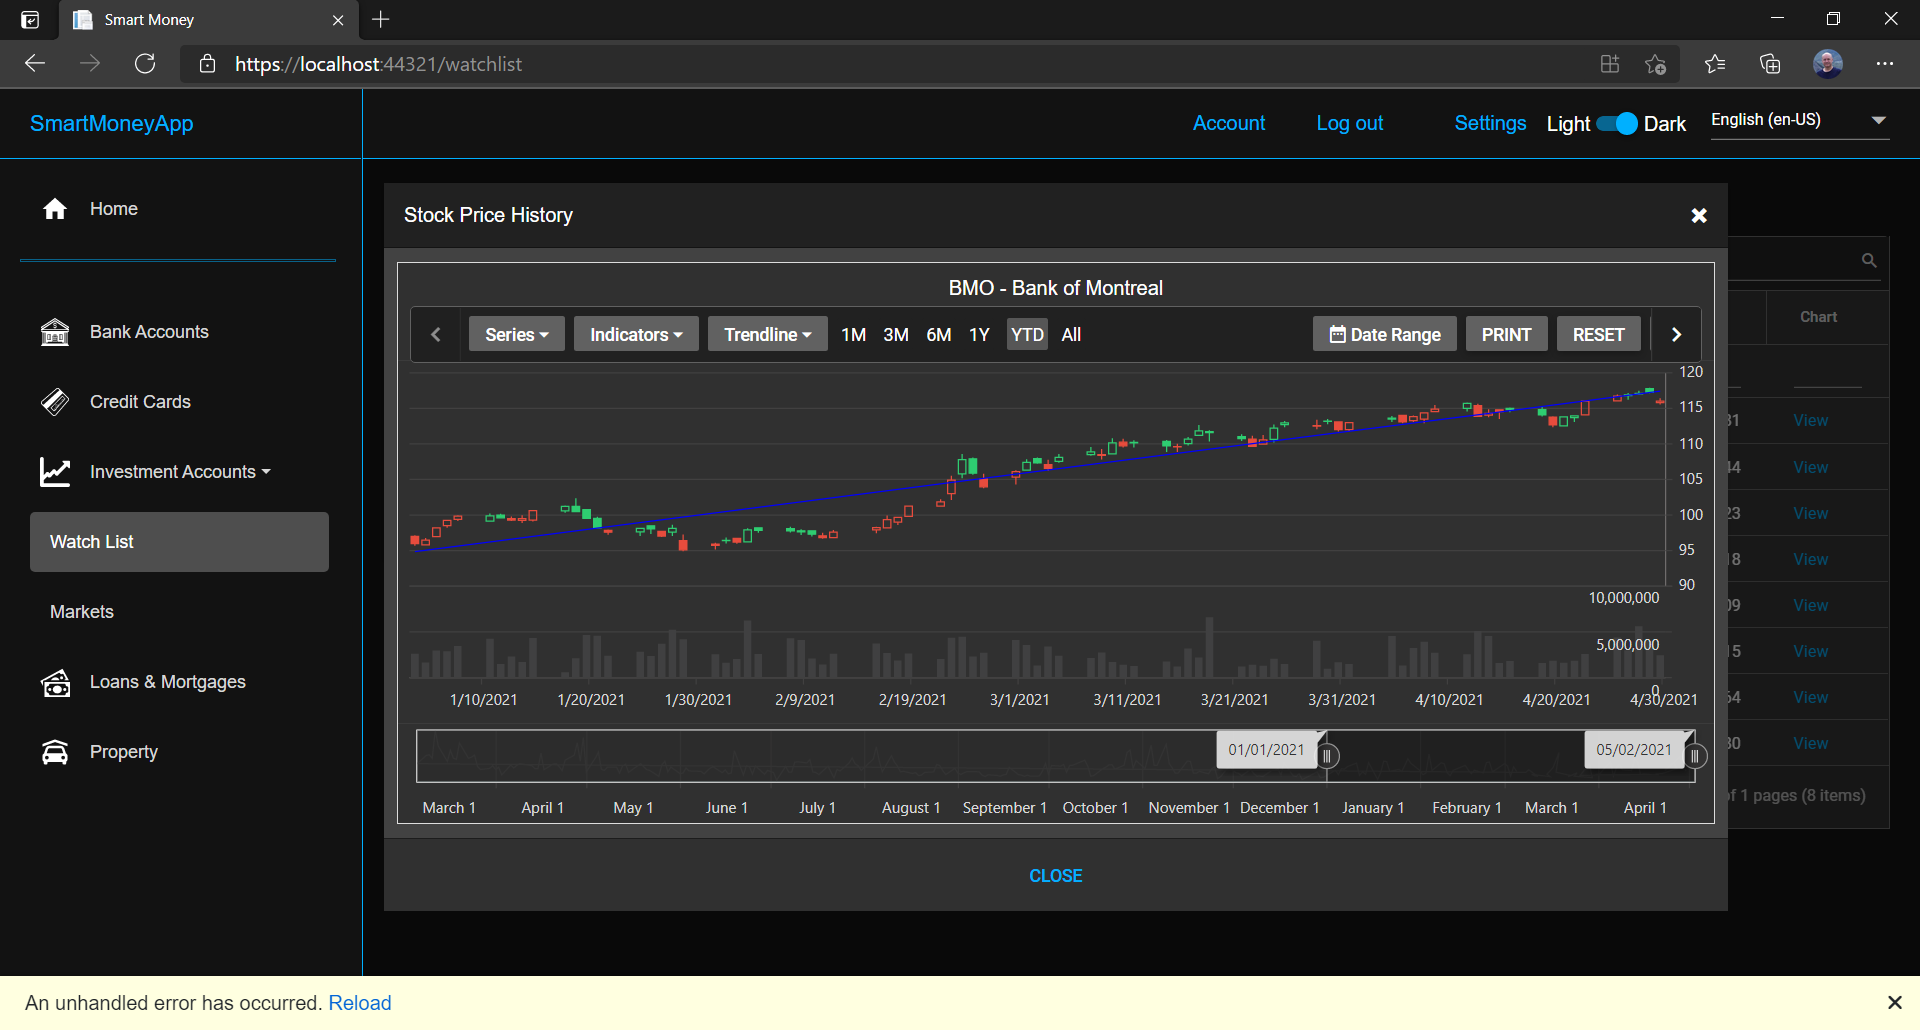 Smart Money
https://localhost:44321/watchlist
SmartMoneyApp
Account
Log out
Settings
Light
Dark
English (en-US)
Home
Bank Accounts
Credit Cards
Investment Accounts
Watch List
Markets
Loans & Mortgages
Property
Stock Price History
BMO - Bank of Montreal
Series
Indicators
Trendline
1M
3M
6M
1Y
YTD
All
Date Range
PRINT
RESET
120
115
110
105
100
95
90
10,000,000
5,000,000
0
1/10/2021
1/20/2021
1/30/2021
2/9/2021
2/19/2021
3/1/2021
3/11/2021
3/21/2021
3/31/2021
4/10/2021
4/20/2021
4/30/2021
01/01/2021
05/02/2021
March 1
April 1
May 1
June 1
July 1
August 1
September 1
October 1
November 1
December 1
January 1
February 1
March 1
April 1
CLOSE
Chart
View
View
View
View
View
View
View
View
1 pages (8 items)
An unhandled error has occurred. Reload